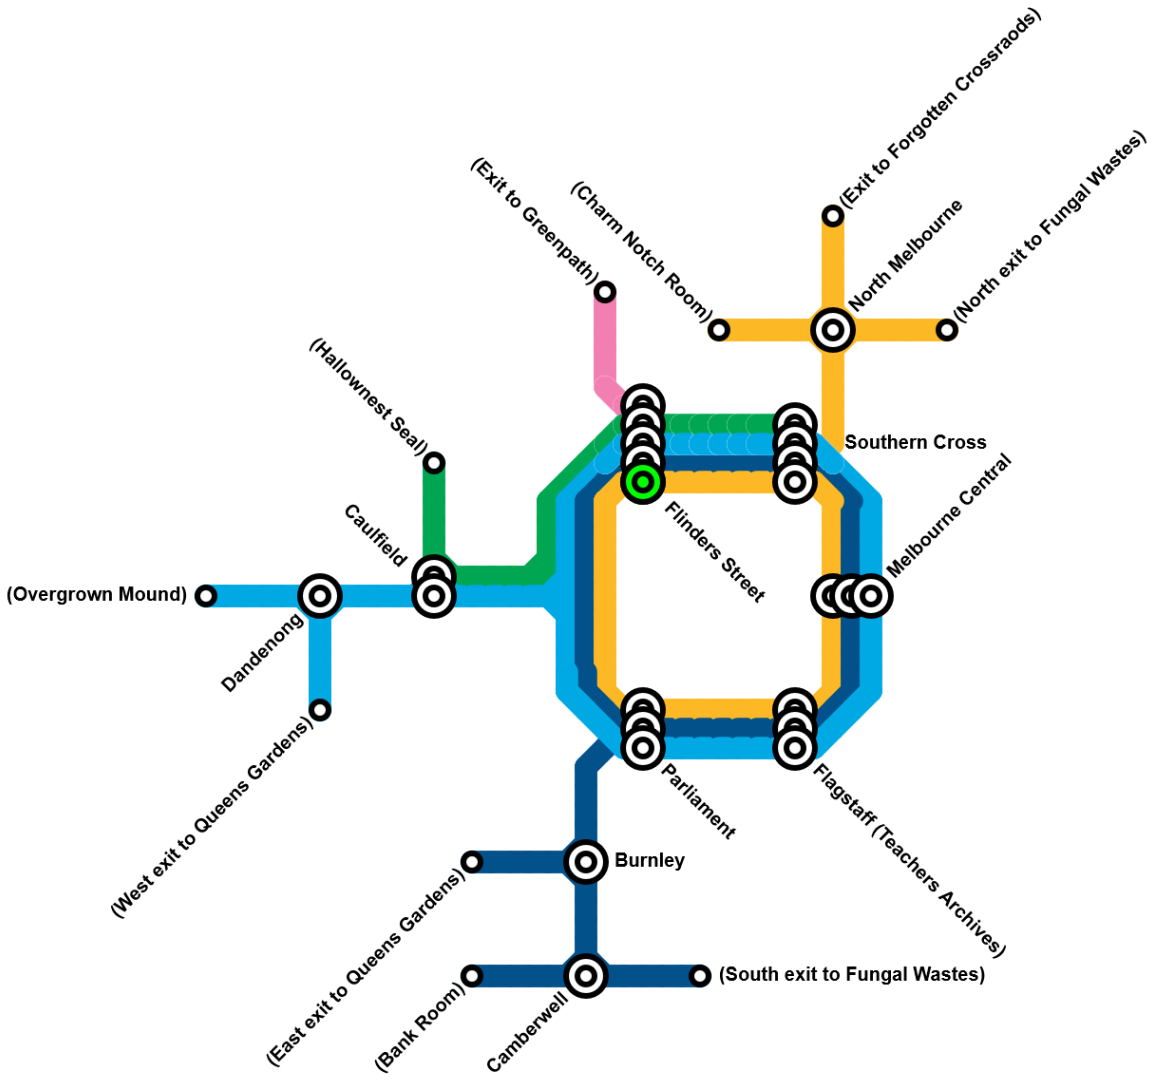 (Exit to Forgotten Crossraods)
(Exit to Greenpath)
(Charm Notch Room)
North Melbourne
(North exit to Fungal Wastes)
(Hallownest Seal)
Southern Cross
Caulfield
Flinders Street
Melbourne Central
(Overgrown Mound)
Dandenong
(West exit to Queens Gardens)
Parliament
Flagstaff (Teachers Archives)
Burnley
(East exit to Queens Gardens)
(Bank Room)
Camberwell
(South exit to Fungal Wastes)